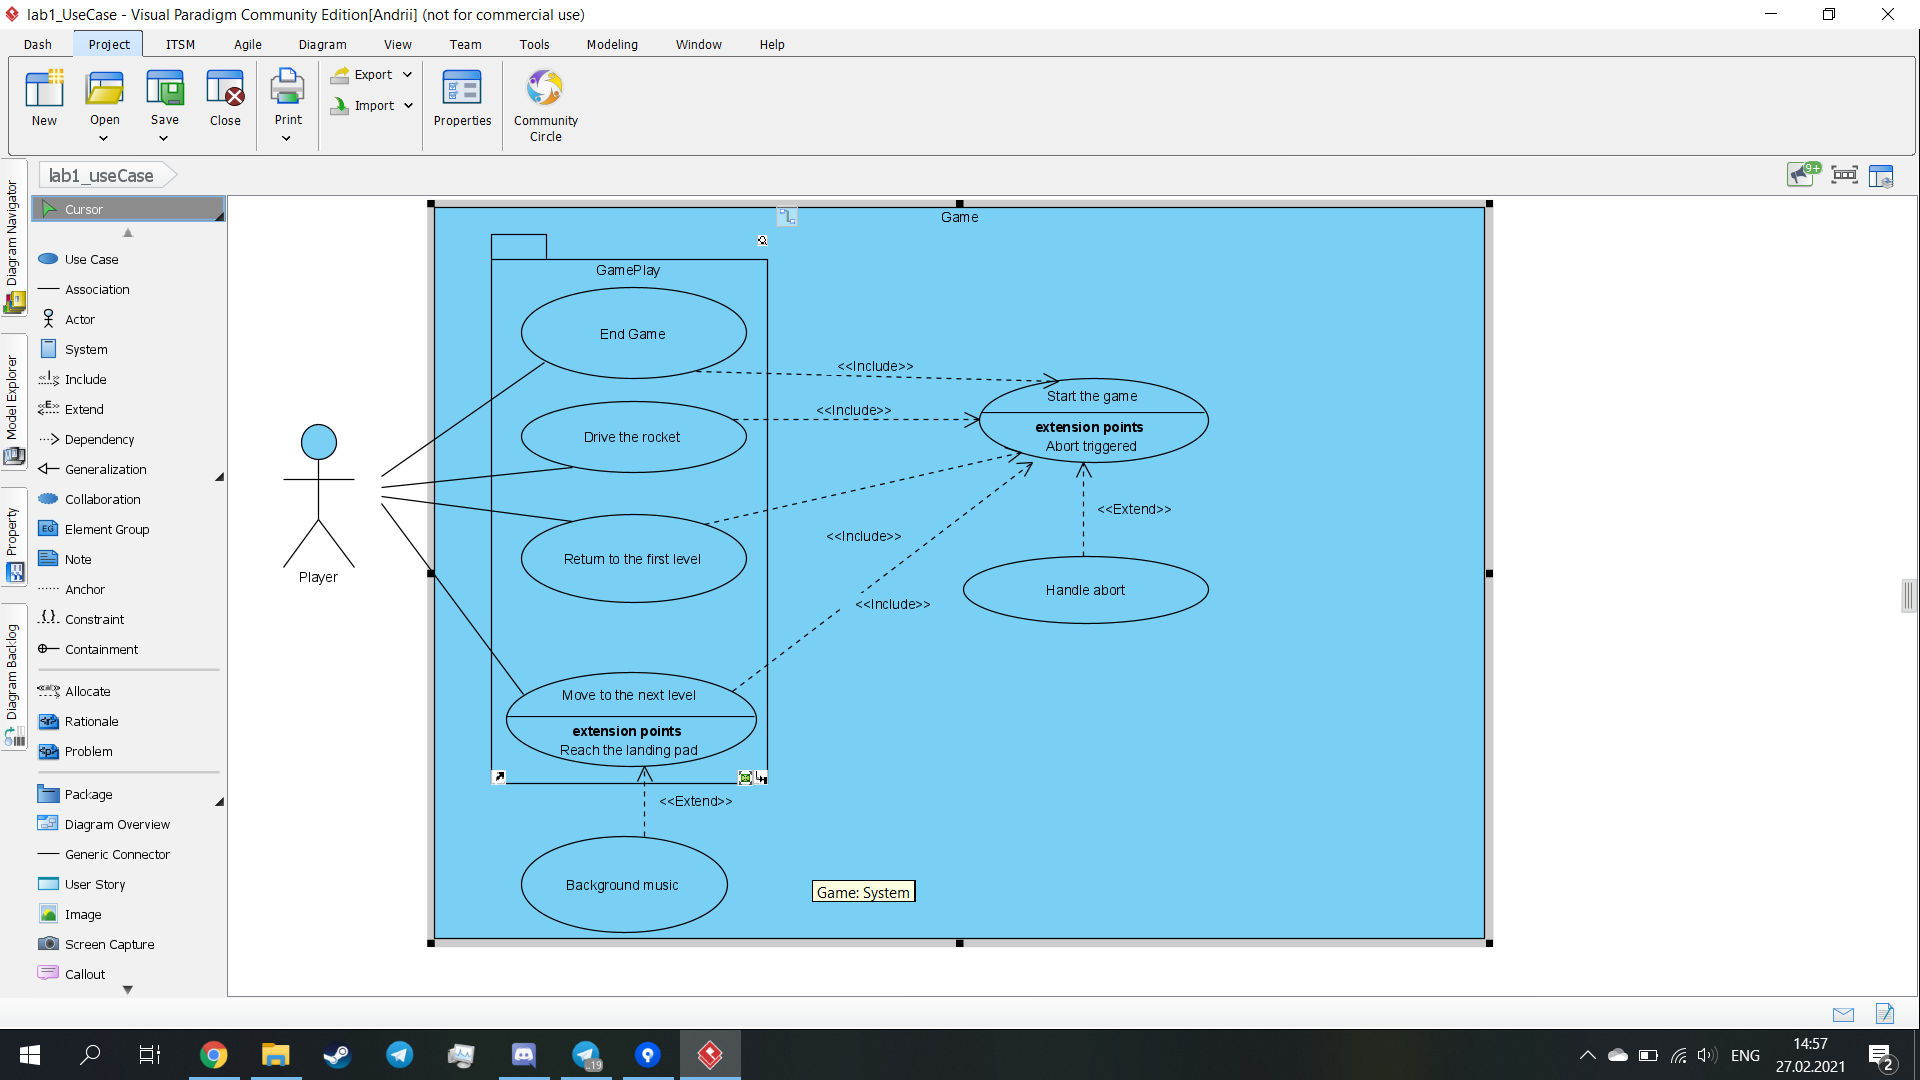 lab1_UseCase - Visual Paradigm Community Edition[Andrii] (not for commercial use)
Dash Project ITSM Agile Diagram View Team Tools Modeling Window Help
New Open Save Close Print Export Import Properties Community Circle
lab1_useCase
9+
Diagram Navigator
Model Explorer
Property
Diagram Backlog
Cursor
Use Case
Association
Actor
System
Include
Extend
Dependency
Generalization
Collaboration
EG Element Group
Note
Anchor
Constraint
Containment
Allocate
Rationale
Problem
Package
Diagram Overview
Generic Connector
User Story
Image
Screen Capture
Callout
Game
GamePlay
End Game
<<Include>>
Start the game
<<Include>>
extension points
Drive the rocket
Abort triggered
<<Extend>>
<<Include>>
Return to the first level
Player
Handle abort
<<Include>>
Move to the next level
extension points
Reach the landing pad
<<Extend>>
Background music
Game: System
..19
ENG
14:57
27.02.2021
2